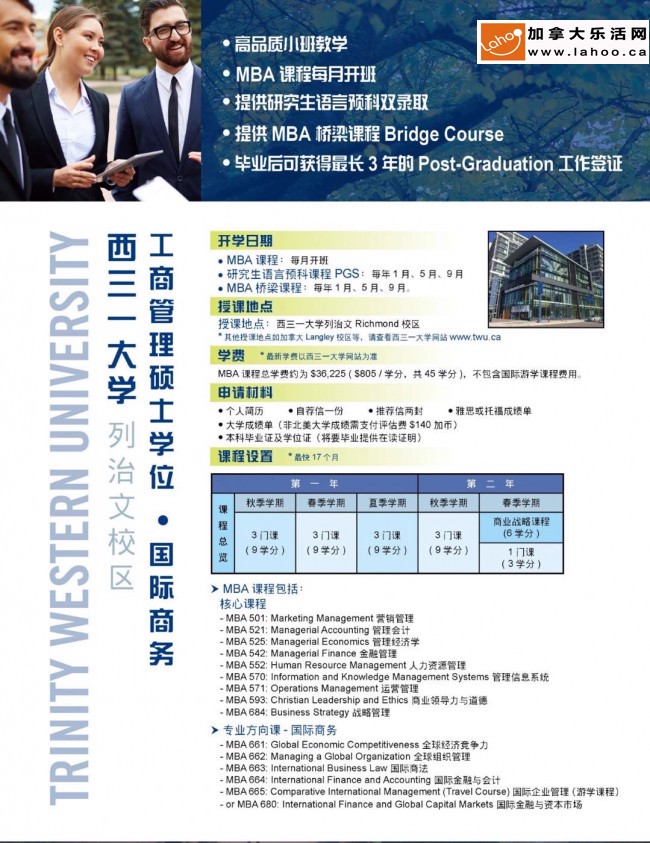 Lahoo
加拿大乐活网
www.lahoo.ca
• 高品质小班教学
• MBA 课程每月开班
• 提供研究生语言预科双录取
• 提供 MBA 桥梁课程 Bridge Course
• 毕业后可获得最长 3 年的 Post-Graduation 工作签证
TRINITY WESTERN UNIVERSITY
西三一大学 列治文校区
工商管理硕士学位 • 国际商务
开学日期
• MBA 课程：每月开班
• 研究生语言预科课程 PGS：每年 1 月、5 月、9 月
• MBA 桥梁课程：每年 1 月、5 月、9 月。
授课地点
授课地点：西三一大学列治文 Richmond 校区
* 其他授课地点如加拿大 Langley 校区等，请查看西三一大学网站 www.twu.ca
学费 * 最新学费以西三一大学网站为准
MBA 课程总学费约为 $36,225 ( $805 / 学分，共 45 学分 )，不包含国际游学课程费用。
申请材料
• 个人简历 • 自荐信一份 • 推荐信两封 • 雅思或托福成绩单
• 大学成绩单（非北美大学成绩需支付评估费 $140 加币）
• 本科毕业证及学位证（将要毕业提供在读证明）
课程设置 * 最快 17 个月
第 一 年 第 二 年
课程总览
秋季学期 春季学期 夏季学期 秋季学期 春季学期
3 门课 3 门课 3 门课 3 门课 商业战略课程
( 9 学分 ) ( 9 学分 ) ( 9 学分 ) ( 9 学分 ) (6 学分)
1 门课
( 3 学分 )
➤ MBA 课程包括：
核心课程
- MBA 501: Marketing Management 营销管理
- MBA 521: Managerial Accounting 管理会计
- MBA 525: Managerial Economics 管理经济学
- MBA 542: Managerial Finance 金融管理
- MBA 552: Human Resource Management 人力资源管理
- MBA 570: Information and Knowledge Management Systems 管理信息系统
- MBA 571: Operations Management 运营管理
- MBA 593: Christian Leadership and Ethics 商业领导力与道德
- MBA 684: Business Strategy 战略管理
➤ 专业方向课 - 国际商务
- MBA 661: Global Economic Competitiveness 全球经济竞争力
- MBA 662: Managing a Global Organization 全球组织管理
- MBA 663: International Business Law 国际商法
- MBA 664: International Finance and Accounting 国际金融与会计
- MBA 665: Comparative International Management (Travel Course) 国际企业管理（游学课程）
- or MBA 680: International Finance and Global Capital Markets 国际金融与资本市场